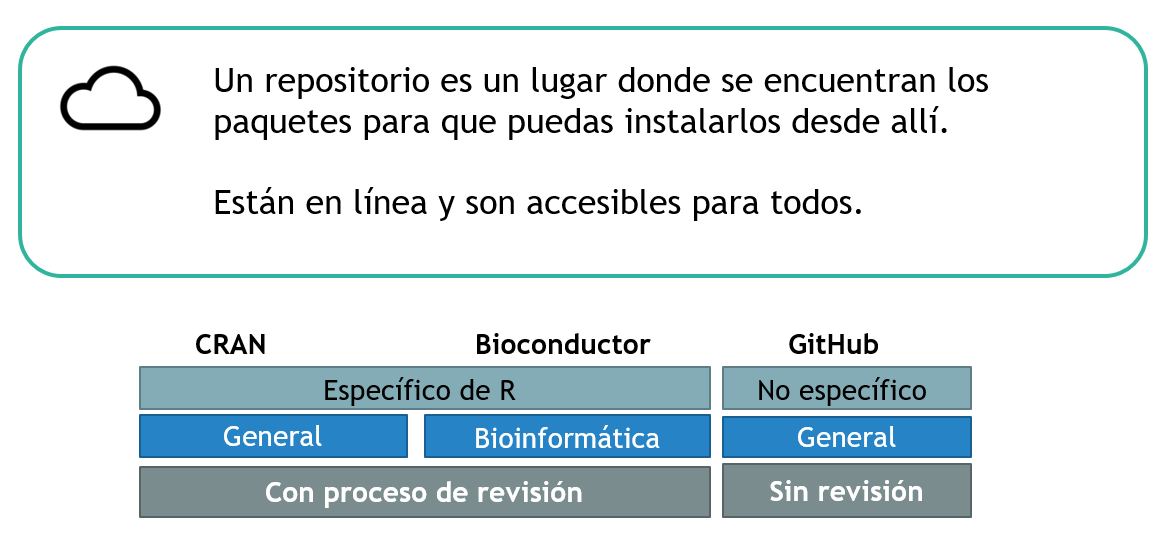 Un repositorio es un lugar donde se encuentran los
paquetes para que puedas instalarlos desde allí.
Están en línea y son accesibles para todos.
CRAN Bioconductor GitHub
Específico de R No específico
General Bioinformática General
Con proceso de revisión Sin revisión